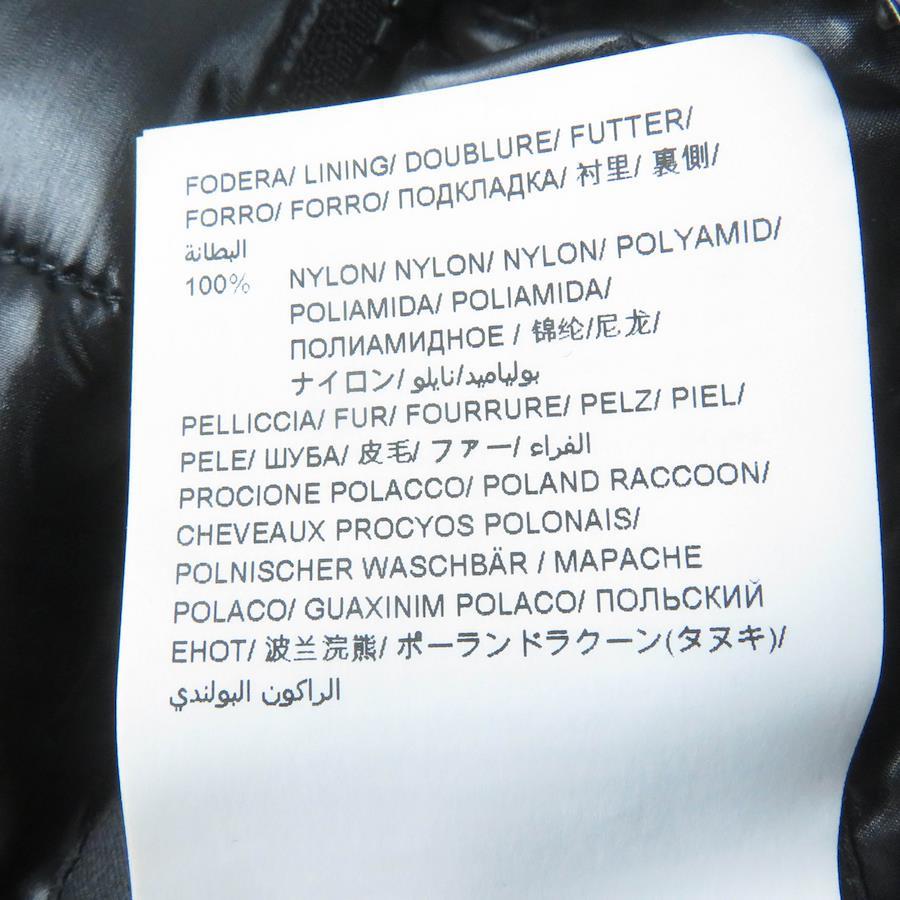 FODERA/ LINING/ DOUBLURE/ FUTTER/
FORRO/ FORRO/ ПОДКЛАДКА/ 衬里/ 裏側/
البطانة
100% NYLON/ NYLON/ NYLON/ POLYAMID/
POLIAMIDA/ POLIAMIDA/
ПОЛИАМИДНОЕ / 锦纶/尼龙/
ナイロン/ بولياميد/نايلو
PELLICCIA/ FUR/ FOURRURE/ PELZ/ PIEL/
PELE/ ШУБА/ 皮毛/ ファー/ الفراء
PROCIONE POLACCO/ POLAND RACCOON/
CHEVEAUX PROCYOS POLONAIS/
POLNISCHER WASCHBÄR / MAPACHE
POLACO/ GUAXINIM POLACO/ ПОЛЬСКИЙ
ЕНОТ/ 波兰浣熊/ ポーランドラクーン(タヌキ)/
الراكون البولندي